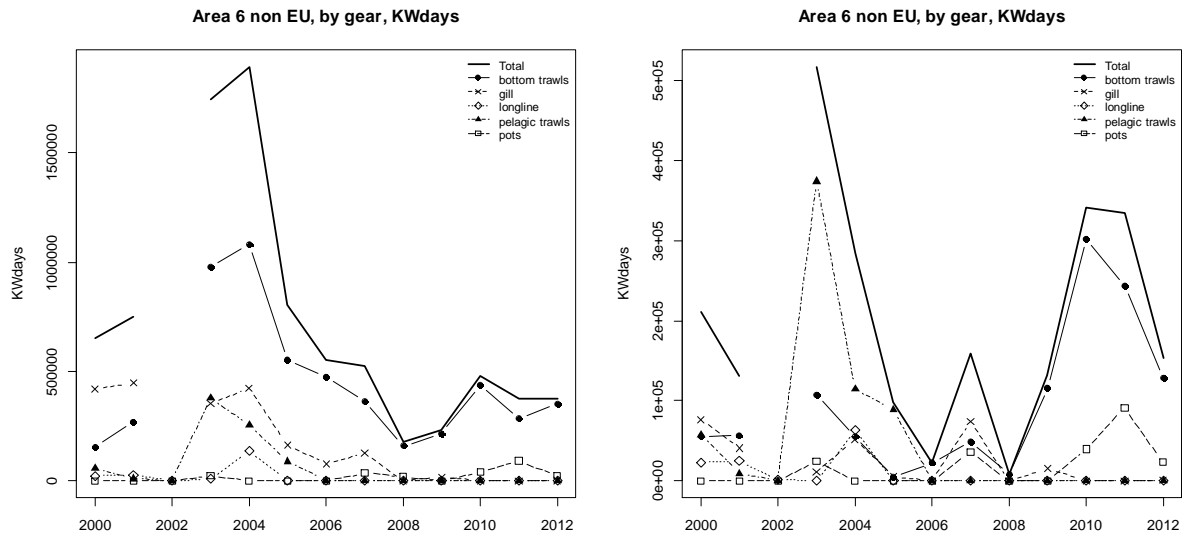 Area 6 non EU, by gear, KWdays
Total
bottom trawls
gill
longline
pelagic trawls
pots
KWdays
1500000
1000000
500000
0
2000 2002 2004 2006 2008 2010 2012
Area 6 non EU, by gear, KWdays
Total
bottom trawls
gill
longline
pelagic trawls
pots
KWdays
5e+05
4e+05
3e+05
2e+05
1e+05
0e+00
2000 2002 2004 2006 2008 2010 2012